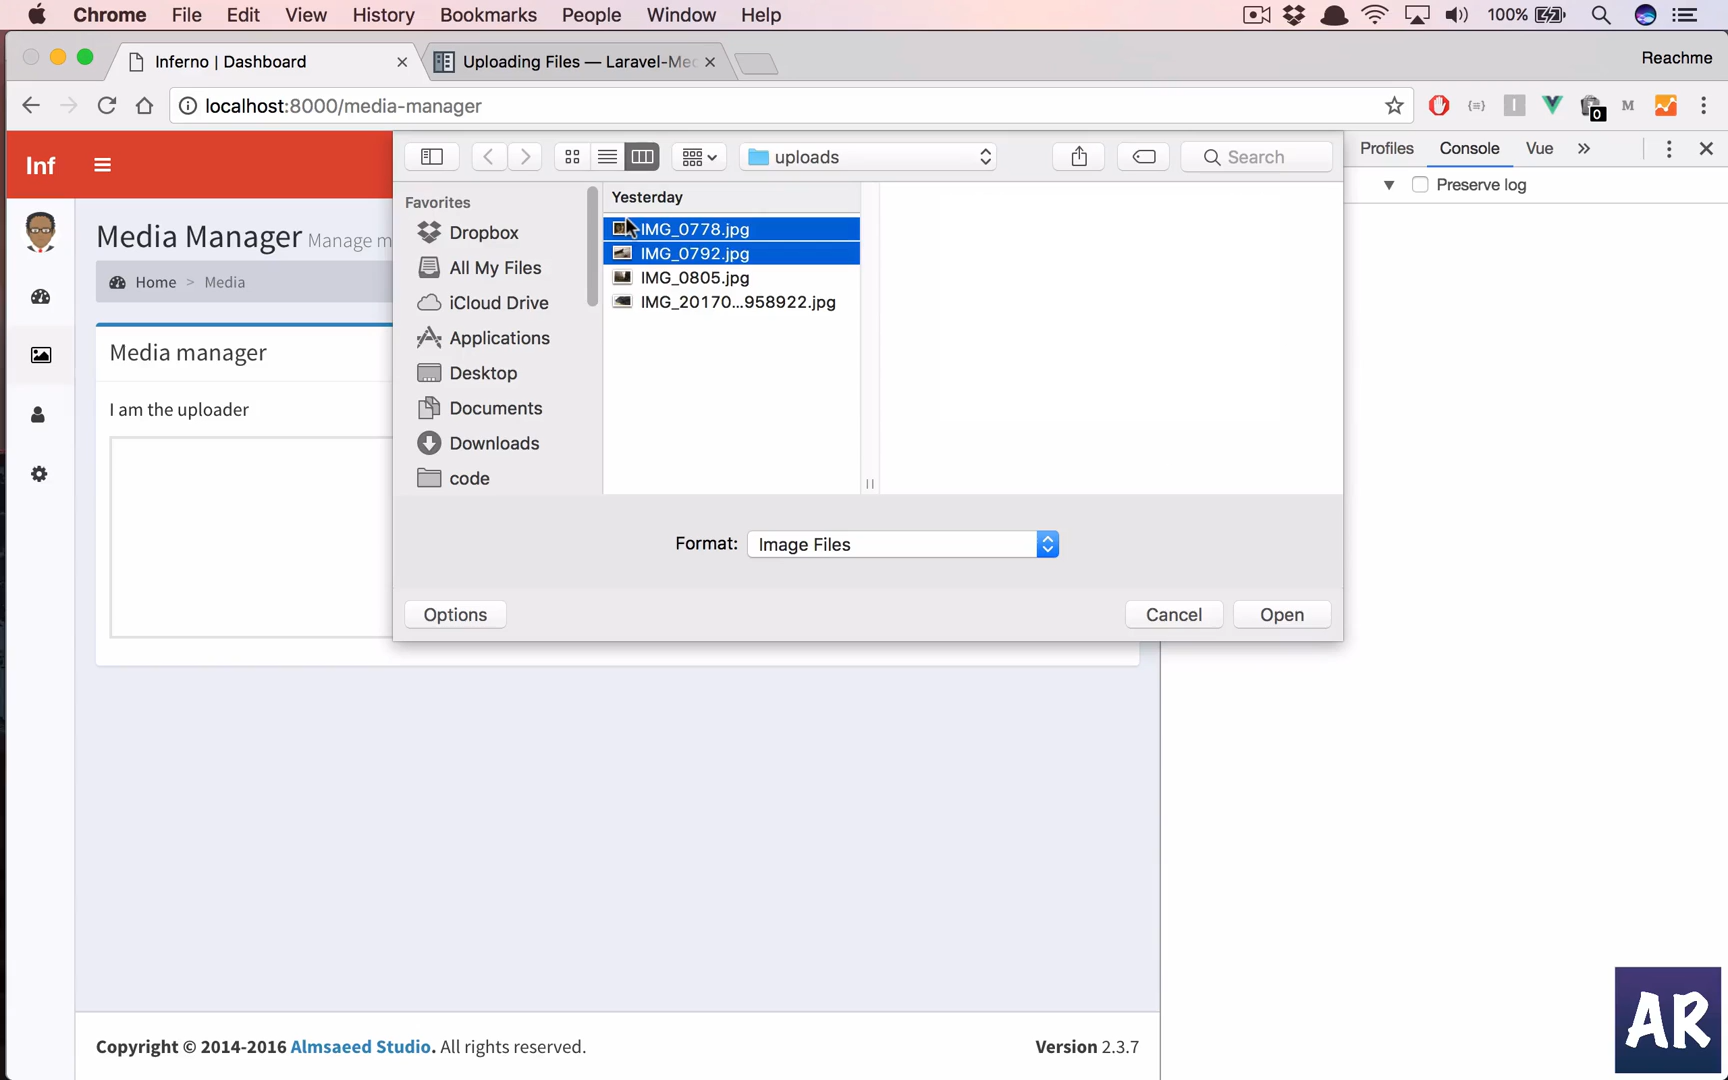 Chrome File Edit View History Bookmarks People Window Help 100%
Inferno | Dashboard Uploading Files — Laravel-Med Reachme
localhost:8000/media-manager M 0
Inf uploads Search Profiles Console Vue
Preserve log
Favorites Yesterday
Dropbox IMG_0778.jpg
All My Files IMG_0792.jpg
iCloud Drive IMG_0805.jpg
Applications IMG_20170...958922.jpg
Desktop
Documents
Downloads
code
Media Manager Manage m
Home > Media
Media manager
I am the uploader
Format: Image Files
Options Cancel Open
Copyright © 2014-2016 Almsaeed Studio. All rights reserved. Version 2.3.7
AR